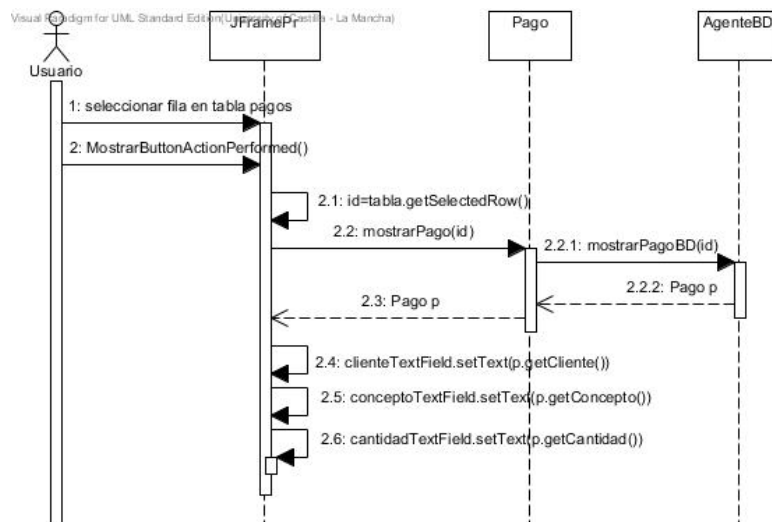 Visual Paradigm for UML Standard Edition(University of Castilla - La Mancha)
JFramePr
Pago
AgenteBD
Usuario
1: seleccionar fila en tabla pagos
2: MostrarButtonActionPerformed()
2.1: id=tabla.getSelectedRow()
2.2: mostrarPago(id)
2.2.1: mostrarPagoBD(id)
2.2.2: Pago p
2.3: Pago p
2.4: clienteTextField.setText(p.getCliente())
2.5: conceptoTextField.setText(p.getConcepto())
2.6: cantidadTextField.setText(p.getCantidad())